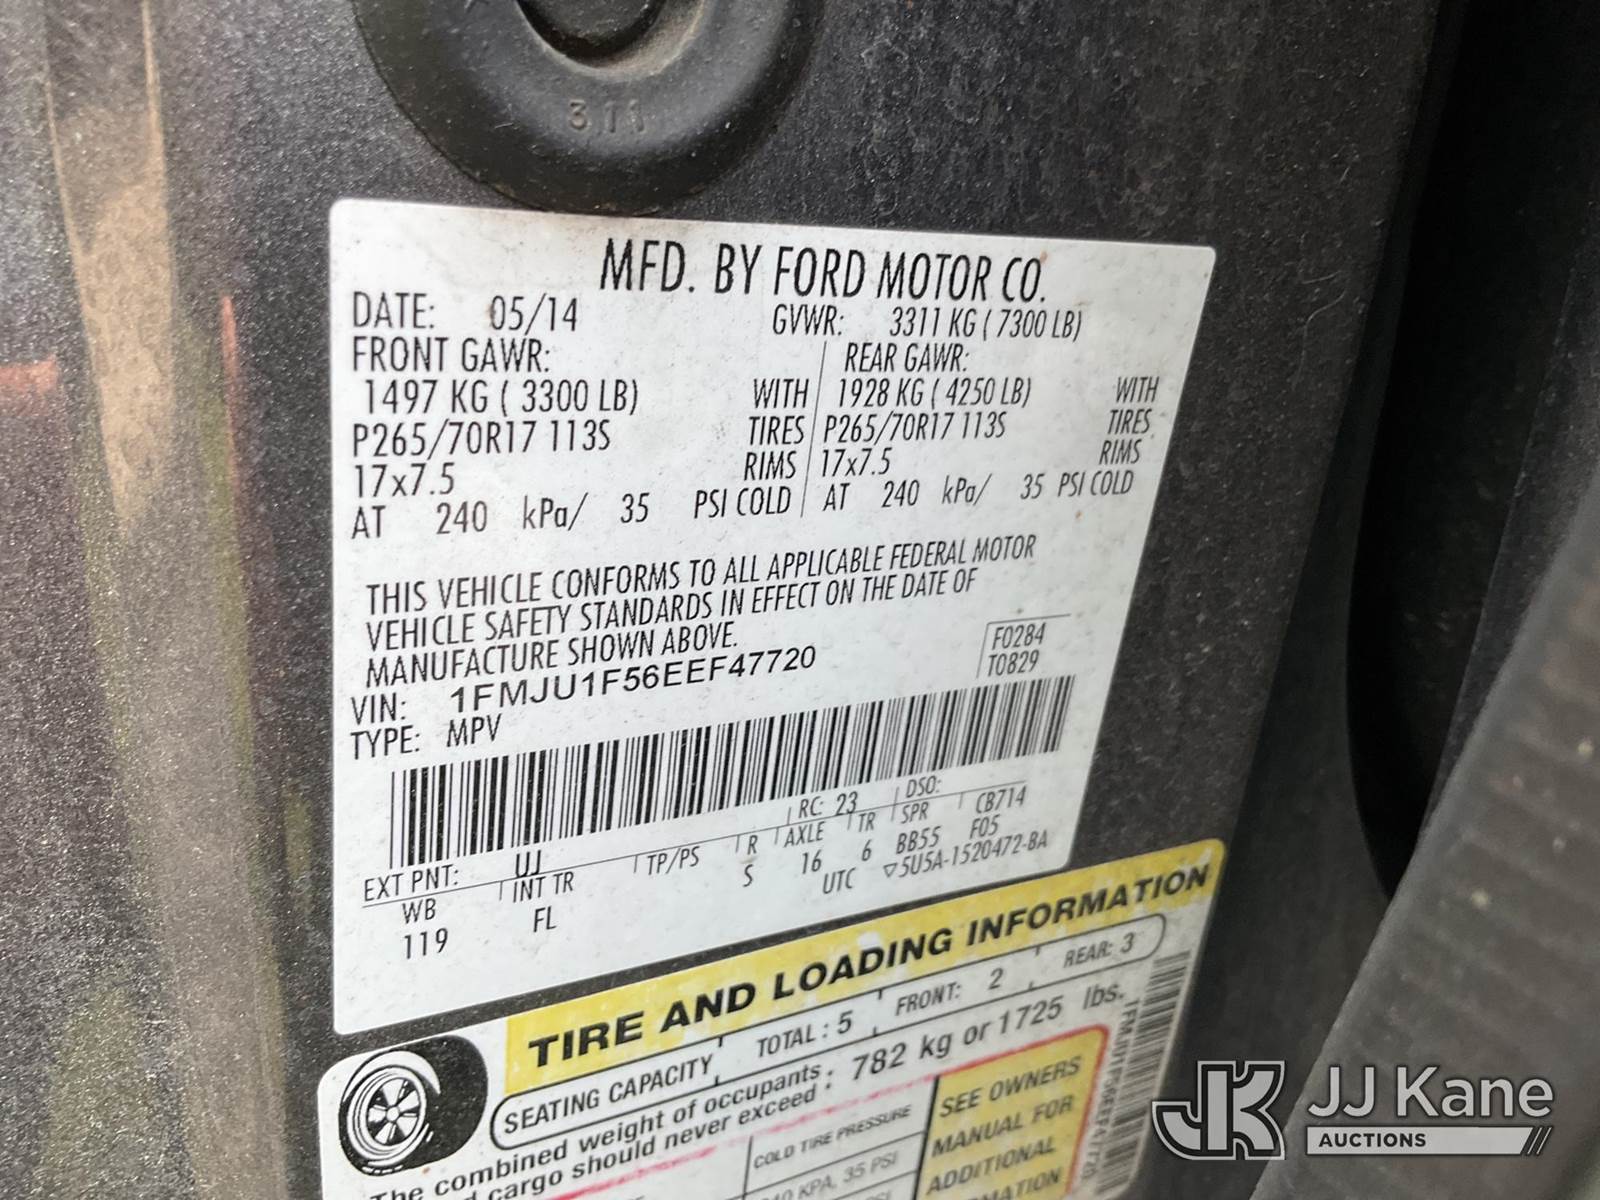 311
MFD. BY FORD MOTOR CO.
DATE: 05/14 GVWR: 3311 KG ( 7300 LB)
FRONT GAWR: REAR GAWR:
1497 KG ( 3300 LB) WITH 1928 KG ( 4250 LB) WITH
P265/70R17 113S TIRES P265/70R17 113S TIRES
17x7.5 RIMS 17x7.5 RIMS
AT 240 kPa/ 35 PSI COLD AT 240 kPa/ 35 PSI COLD
THIS VEHICLE CONFORMS TO ALL APPLICABLE FEDERAL MOTOR
VEHICLE SAFETY STANDARDS IN EFFECT ON THE DATE OF
MANUFACTURE SHOWN ABOVE.
F0284
T0829
VIN: 1FMJU1F56EEF47720
TYPE: MPV
EXT PNT: UJ RC: 23 DSO:
WB INT TR TP/PS R AXLE TR SPR CB714
119 FL S 16 6 BB55 F05
UTC ▽5U5A-1520472-BA
TIRE AND LOADING INFORMATION
SEATING CAPACITY TOTAL : 5 FRONT: 2 REAR: 3
The combined weight of occupants
cargo should never exceed : 782 kg or 1725 lbs.
COLD TIRE PRESSURE
KPA, 35 PSI
PSI
SEE OWNERS
MANUAL FOR
ADDITIONAL
JK JJ Kane
AUCTIONS